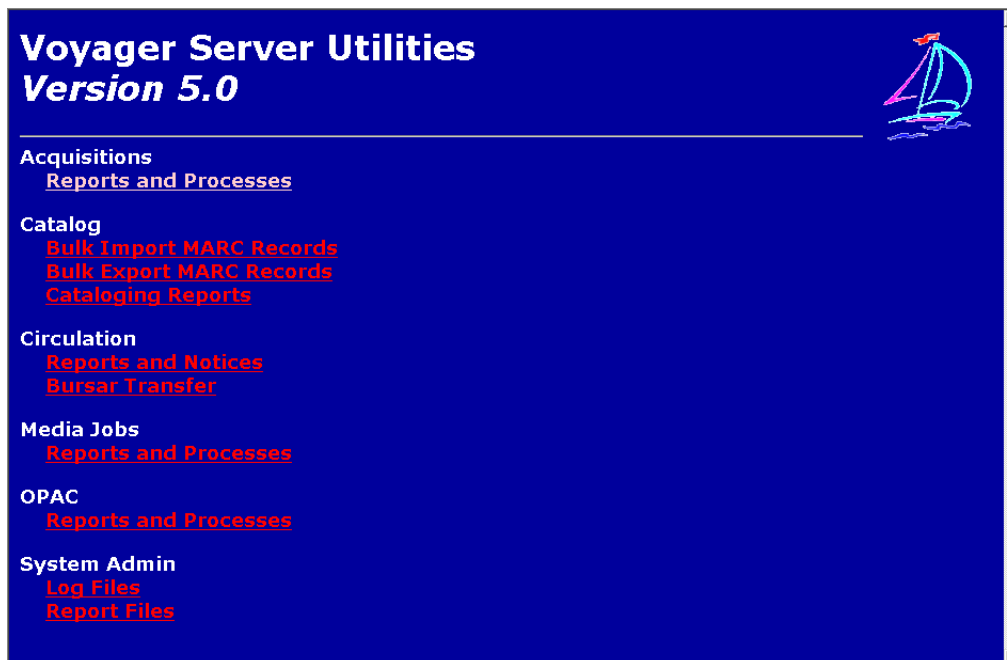 Voyager Server Utilities
Version 5.0
Acquisitions
Reports and Processes
Catalog
Bulk Import MARC Records
Bulk Export MARC Records
Cataloging Reports
Circulation
Reports and Notices
Bursar Transfer
Media Jobs
Reports and Processes
OPAC
Reports and Processes
System Admin
Log Files
Report Files